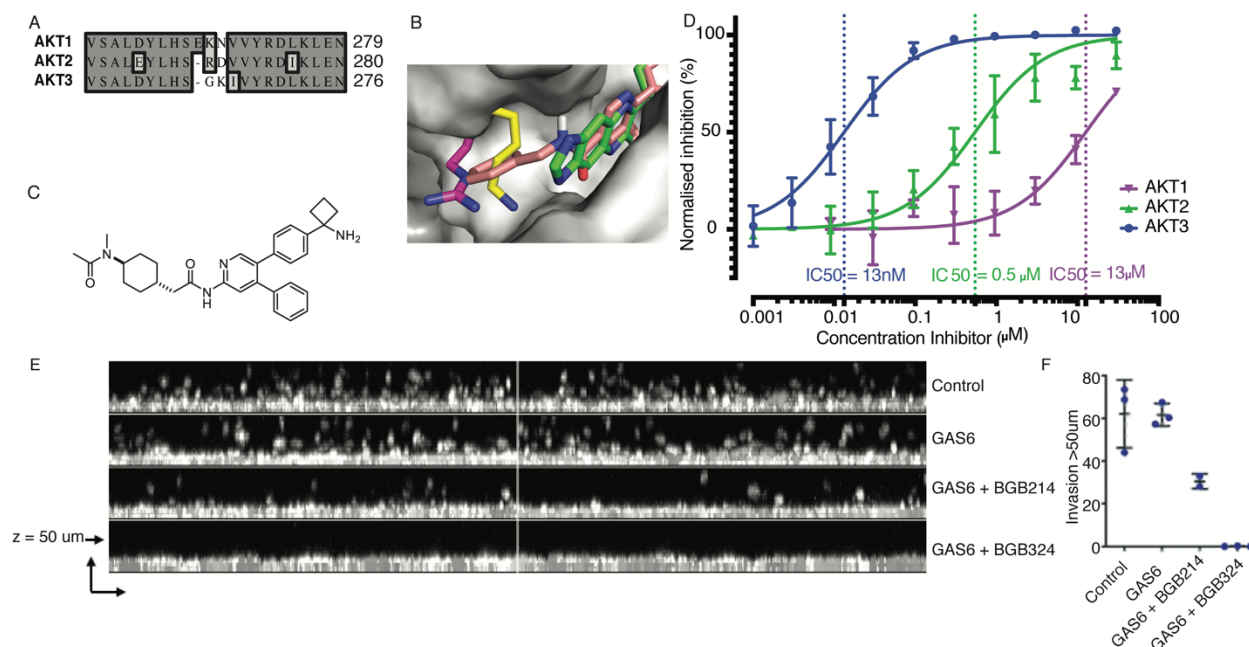 A
AKT1 VSALDYLHSEKNVVYRDLKLEN 279
AKT2 VSALEYLHS-RDVVYRDIKLEN 280
AKT3 VSALDYLHS-GKIVYRDLKLEN 276
B
C
N
O
O
N
H
N
NH2
D
Normalised inhibition (%)
100
50
0
IC50 = 13nM
IC 50 = 0.5 μM
IC50 = 13μM
AKT1
AKT2
AKT3
0.001
0.01
0.1
1
10
100
Concentration Inhibitor (μM)
E
Control
GAS6
GAS6 + BGB214
GAS6 + BGB324
z = 50 um
F
Invasion >50um
80
60
40
20
0
Control
GAS6
GAS6 + BGB214
GAS6 + BGB324